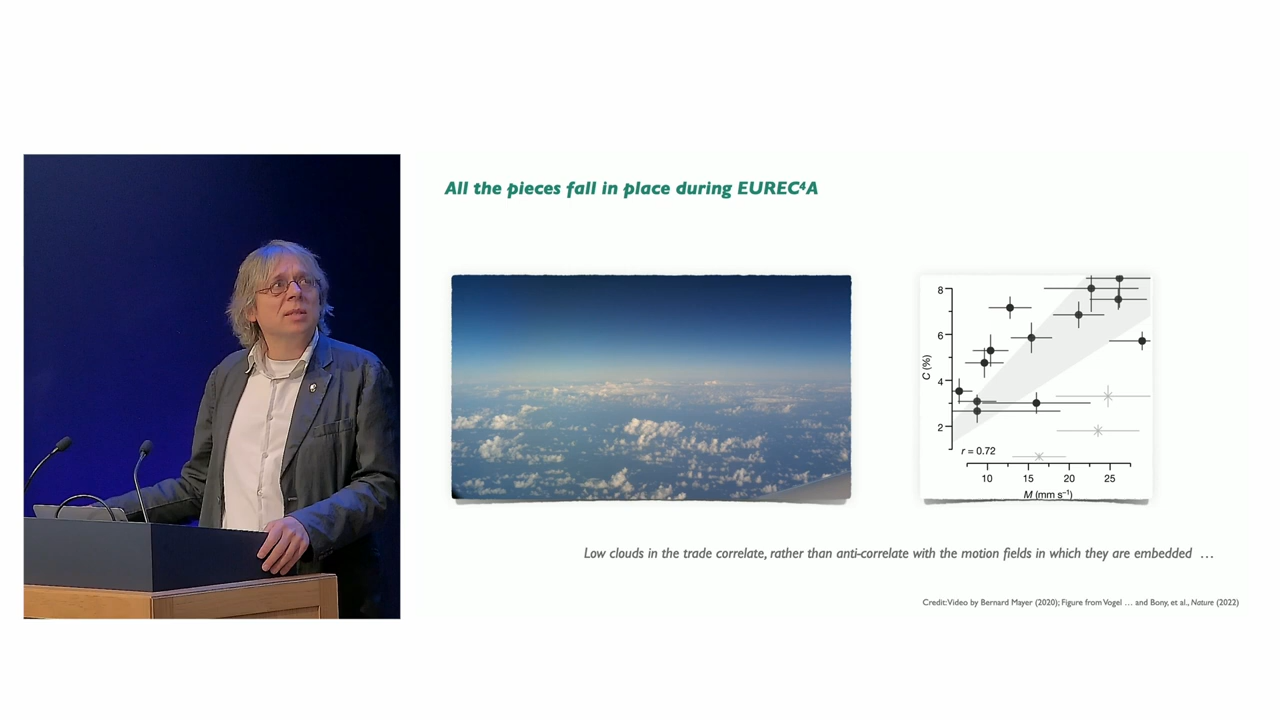 All the pieces fall in place during EUREC⁴A
8
6
4
2
C (%)
r = 0.72
10 15 20 25
M (mm s⁻¹)
Low clouds in the trade correlate, rather than anti-correlate with the motion fields in which they are embedded …
Credit: Video by Bernard Mayer (2020); Figure from Vogel … and Bony, et al., Nature (2022)